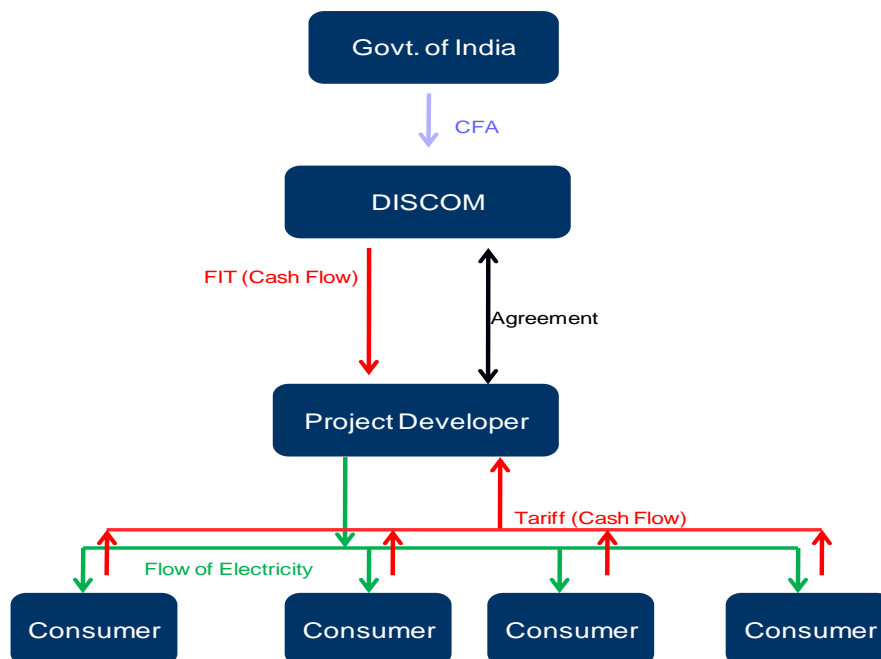 Govt. of India
CFA
DISCOM
FIT (Cash Flow)
Agreement
Project Developer
Tariff (Cash Flow)
Flow of Electricity
Consumer
Consumer
Consumer
Consumer